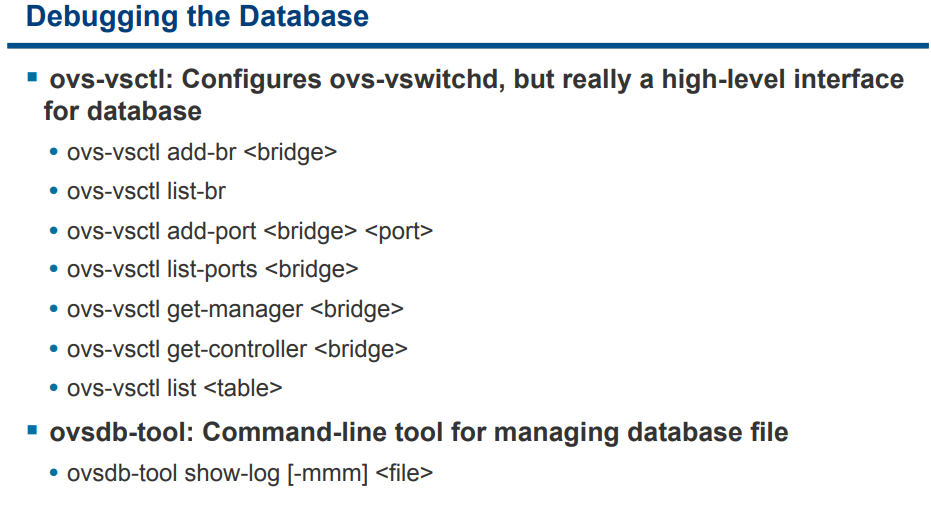 Debugging the Database
▪ ovs-vsctl: Configures ovs-vswitchd, but really a high-level interface
for database
• ovs-vsctl add-br <bridge>
• ovs-vsctl list-br
• ovs-vsctl add-port <bridge> <port>
• ovs-vsctl list-ports <bridge>
• ovs-vsctl get-manager <bridge>
• ovs-vsctl get-controller <bridge>
• ovs-vsctl list <table>
▪ ovsdb-tool: Command-line tool for managing database file
• ovsdb-tool show-log [-mmm] <file>